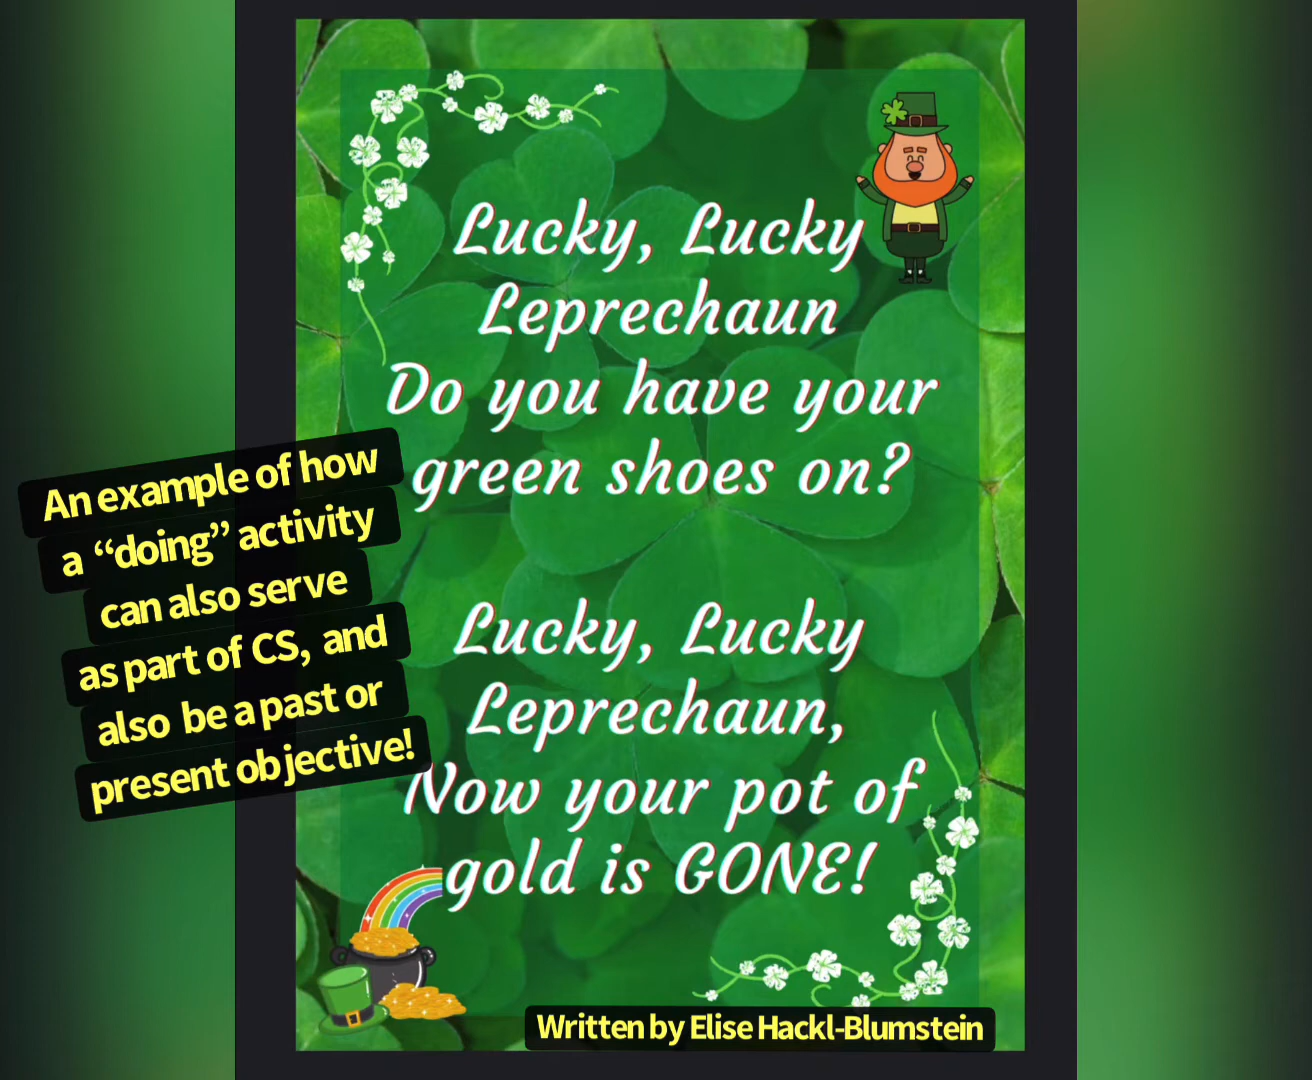 Lucky, Lucky
Leprechaun
Do you have your
green shoes on?
Lucky, Lucky
Leprechaun,
Now your pot of
gold is GONE!
An example of how
a “doing” activity
can also serve
as part of CS, and
also be a past or
present objective!
Written by Elise Hackl-Blumstein